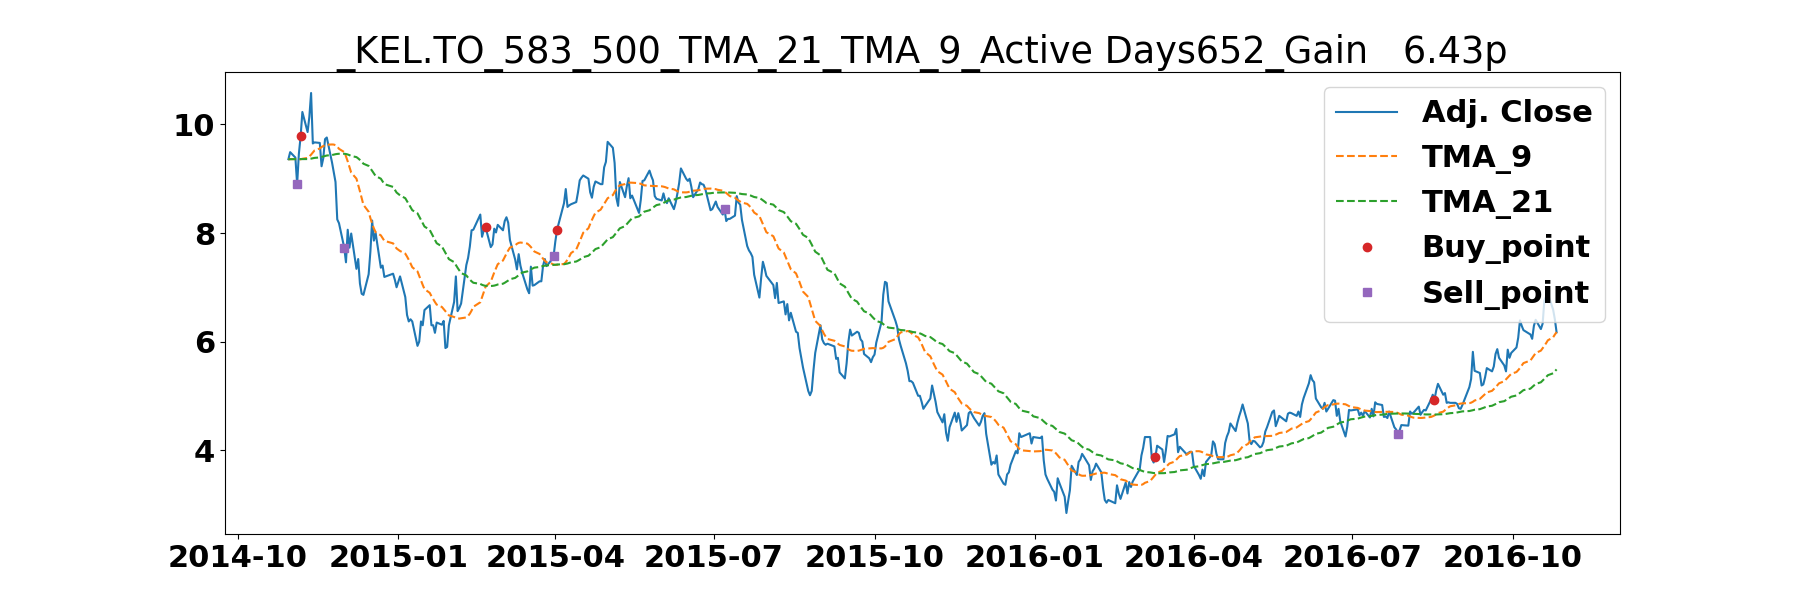 _KEL.TO_583_500_TMA_21_TMA_9_Active Days652_Gain   6.43p
10
8
6
4
Adj. Close
TMA_9
TMA_21
Buy_point
Sell_point
2014-10 2015-01 2015-04 2015-07 2015-10 2016-01 2016-04 2016-07 2016-10